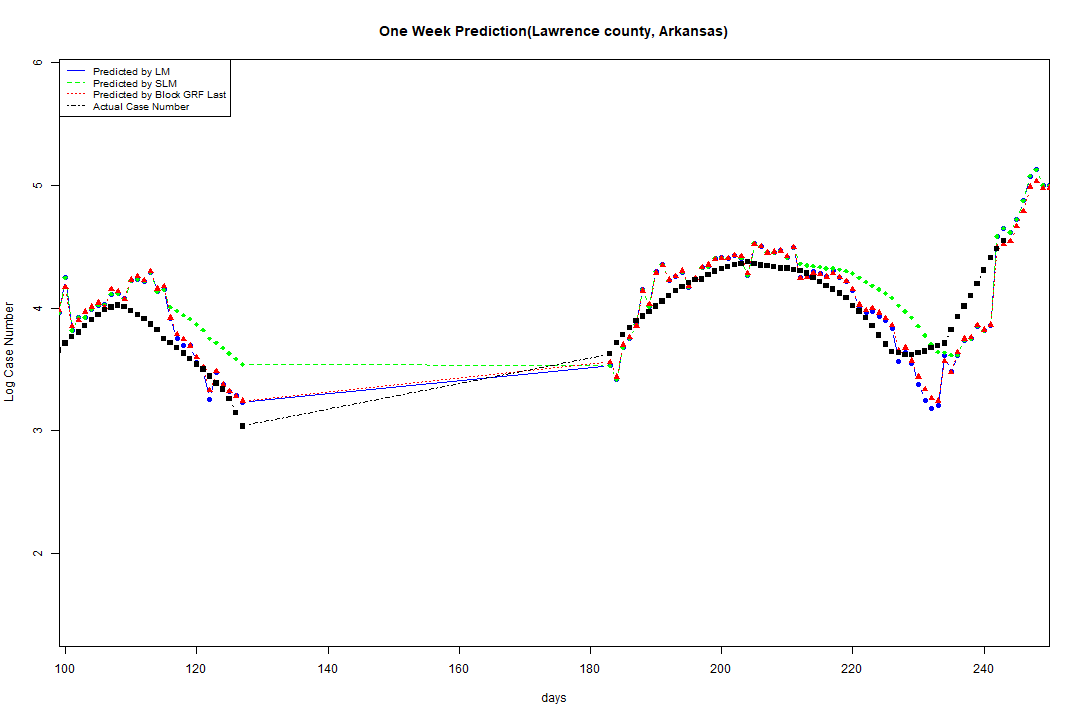 One Week Prediction(Lawrence county, Arkansas)
Predicted by LM
Predicted by SLM
Predicted by Block GRF Last
Actual Case Number
Log Case Number
6
5
4
3
2
100 120 140 160 180 200 220 240
days